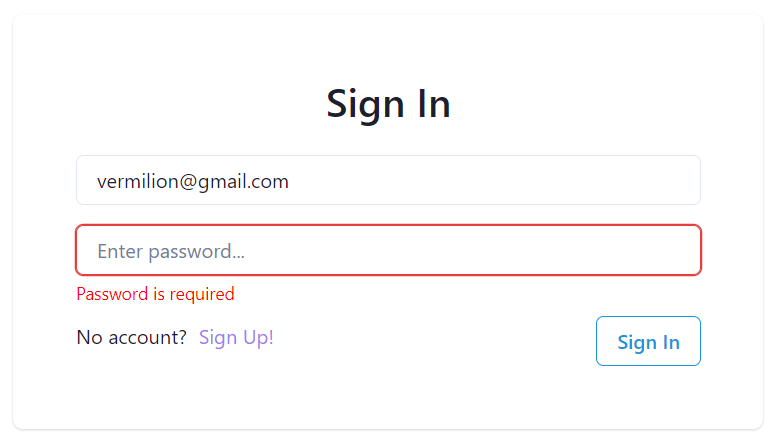 Sign In
vermilion@gmail.com
Enter password...
Password is required
No account? Sign Up!
Sign In